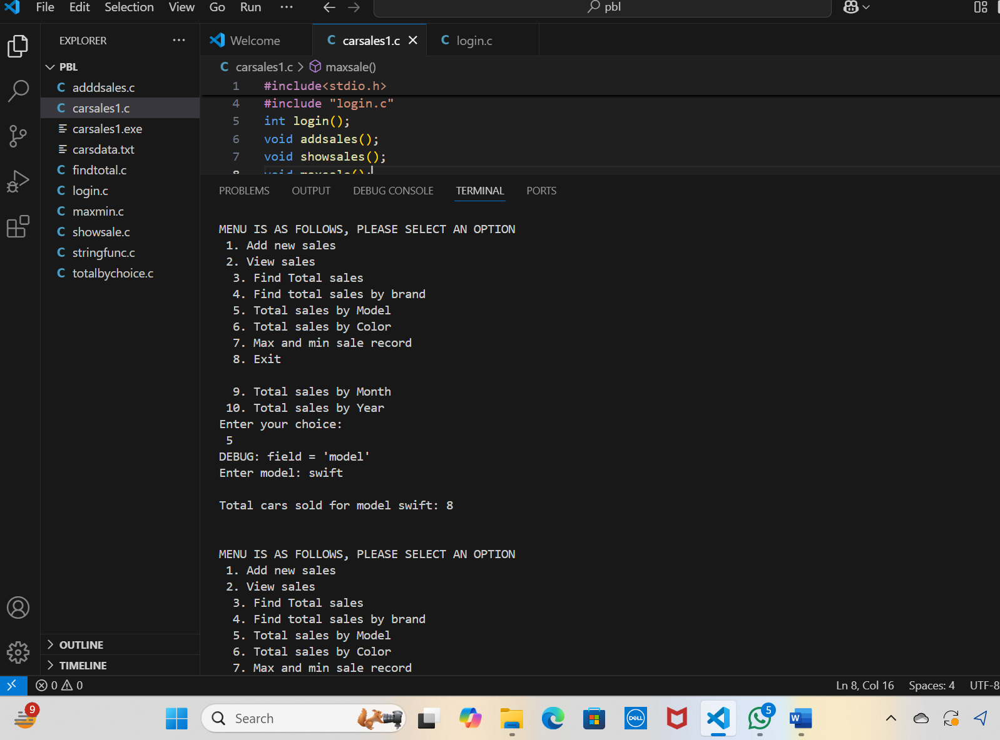 File Edit Selection View Go Run ··· pbl
EXPLORER ···
PBL
C adddsales.c
C carsales1.c
carsales1.exe
carsdata.txt
C findtotal.c
C login.c
C maxmin.c
C showsale.c
C stringfunc.c
C totalbychoice.c
OUTLINE
TIMELINE
Welcome C carsales1.c C login.c
C carsales1.c > maxsale()
1 #include<stdio.h>
4 #include "login.c"
5 int login();
6 void addsales();
7 void showsales();
8 void maxsale();
PROBLEMS OUTPUT DEBUG CONSOLE TERMINAL PORTS
MENU IS AS FOLLOWS, PLEASE SELECT AN OPTION
1. Add new sales
2. View sales
3. Find Total sales
4. Find total sales by brand
5. Total sales by Model
6. Total sales by Color
7. Max and min sale record
8. Exit
9. Total sales by Month
10. Total sales by Year
Enter your choice:
5
DEBUG: field = 'model'
Enter model: swift
Total cars sold for model swift: 8
MENU IS AS FOLLOWS, PLEASE SELECT AN OPTION
1. Add new sales
2. View sales
3. Find Total sales
4. Find total sales by brand
5. Total sales by Model
6. Total sales by Color
7. Max and min sale record
0 0 Ln 8, Col 16 Spaces: 4 UTF-8
9 Search DELL 5 W